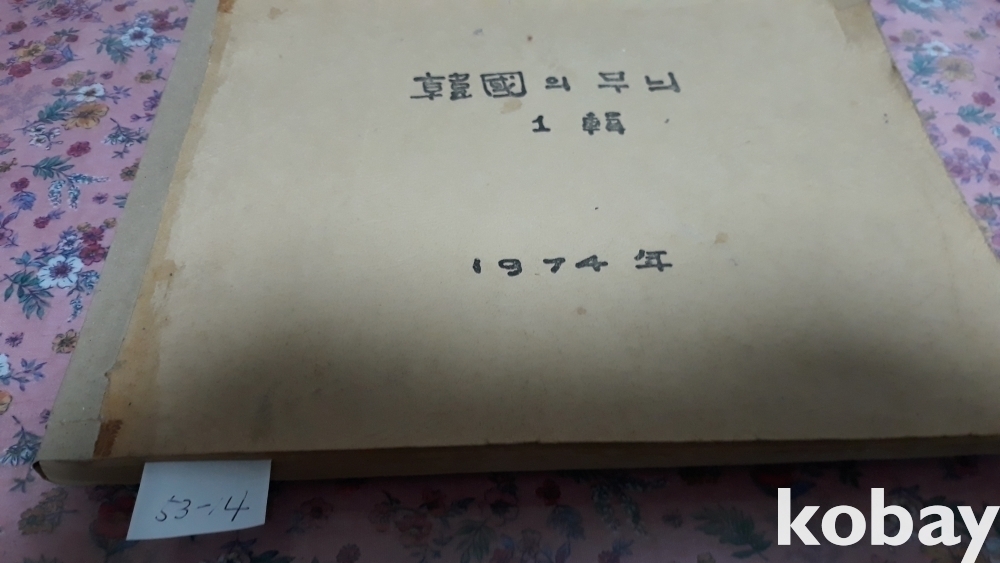 韓國의 무늬
1 輯
1974 年
53-14
kobay